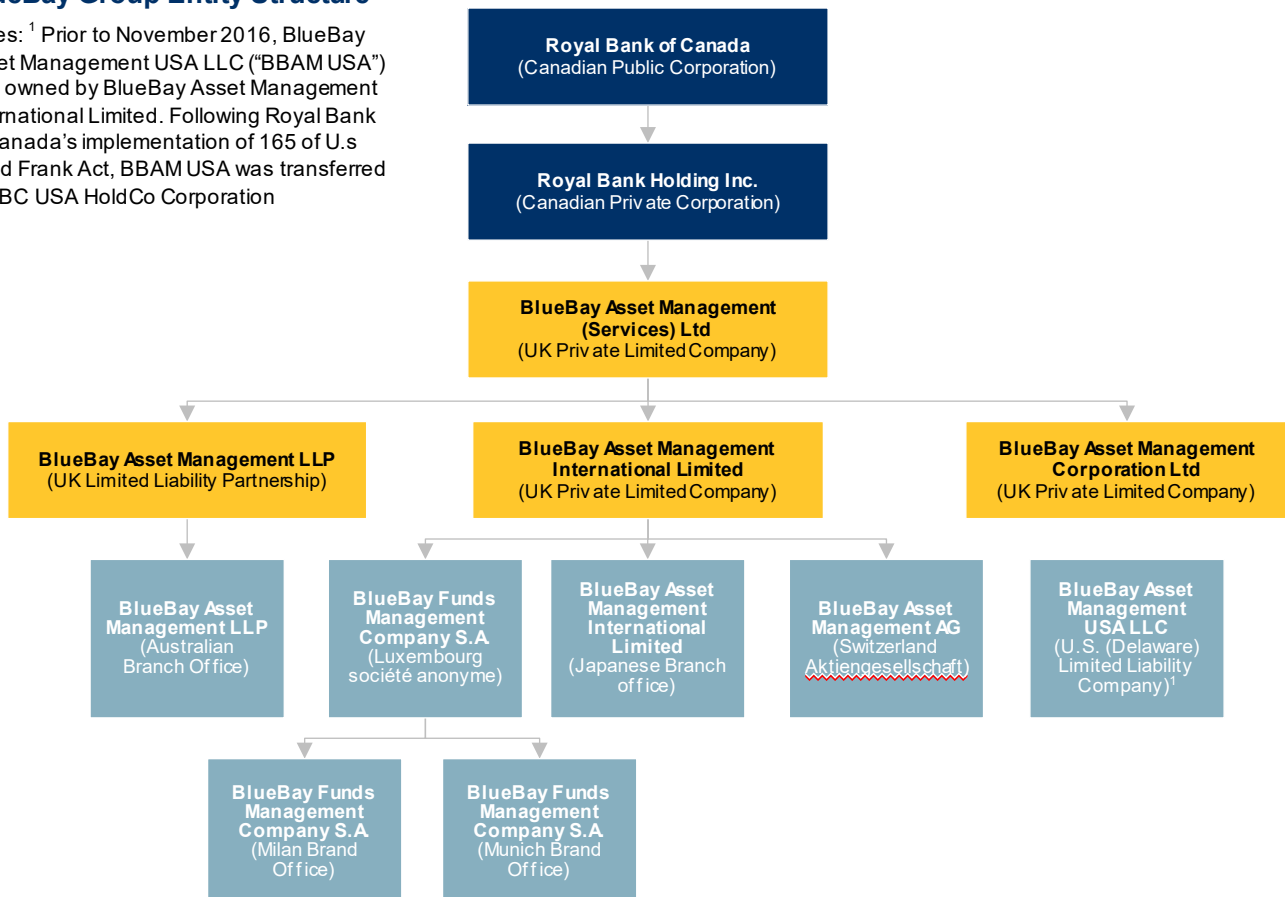 ueBay Group Entity Structure
es: ¹ Prior to November 2016, BlueBay
et Management USA LLC (“BBAM USA”)
owned by BlueBay Asset Management
rnational Limited. Following Royal Bank
anada’s implementation of 165 of U.s
d Frank Act, BBAM USA was transferred
BC USA HoldCo Corporation
Royal Bank of Canada
(Canadian Public Corporation)
Royal Bank Holding Inc.
(Canadian Private Corporation)
BlueBay Asset Management
(Services) Ltd
(UK Private Limited Company)
BlueBay Asset Management LLP
(UK Limited Liability Partnership)
BlueBay Asset Management
International Limited
(UK Private Limited Company)
BlueBay Asset Management
Corporation Ltd
(UK Private Limited Company)
BlueBay Asset
Management LLP
(Australian
Branch Office)
BlueBay Funds
Management
Company S.A.
(Luxembourg
société anonyme)
BlueBay Asset
Management
International
Limited
(Japanese Branch
office)
BlueBay Asset
Management AG
(Switzerland
Aktiengesellschaft)
BlueBay Asset
Management
USA LLC
(U.S. (Delaware)
Limited Liability
Company)¹
BlueBay Funds
Management
Company S.A.
(Milan Brand
Office)
BlueBay Funds
Management
Company S.A.
(Munich Brand
Office)